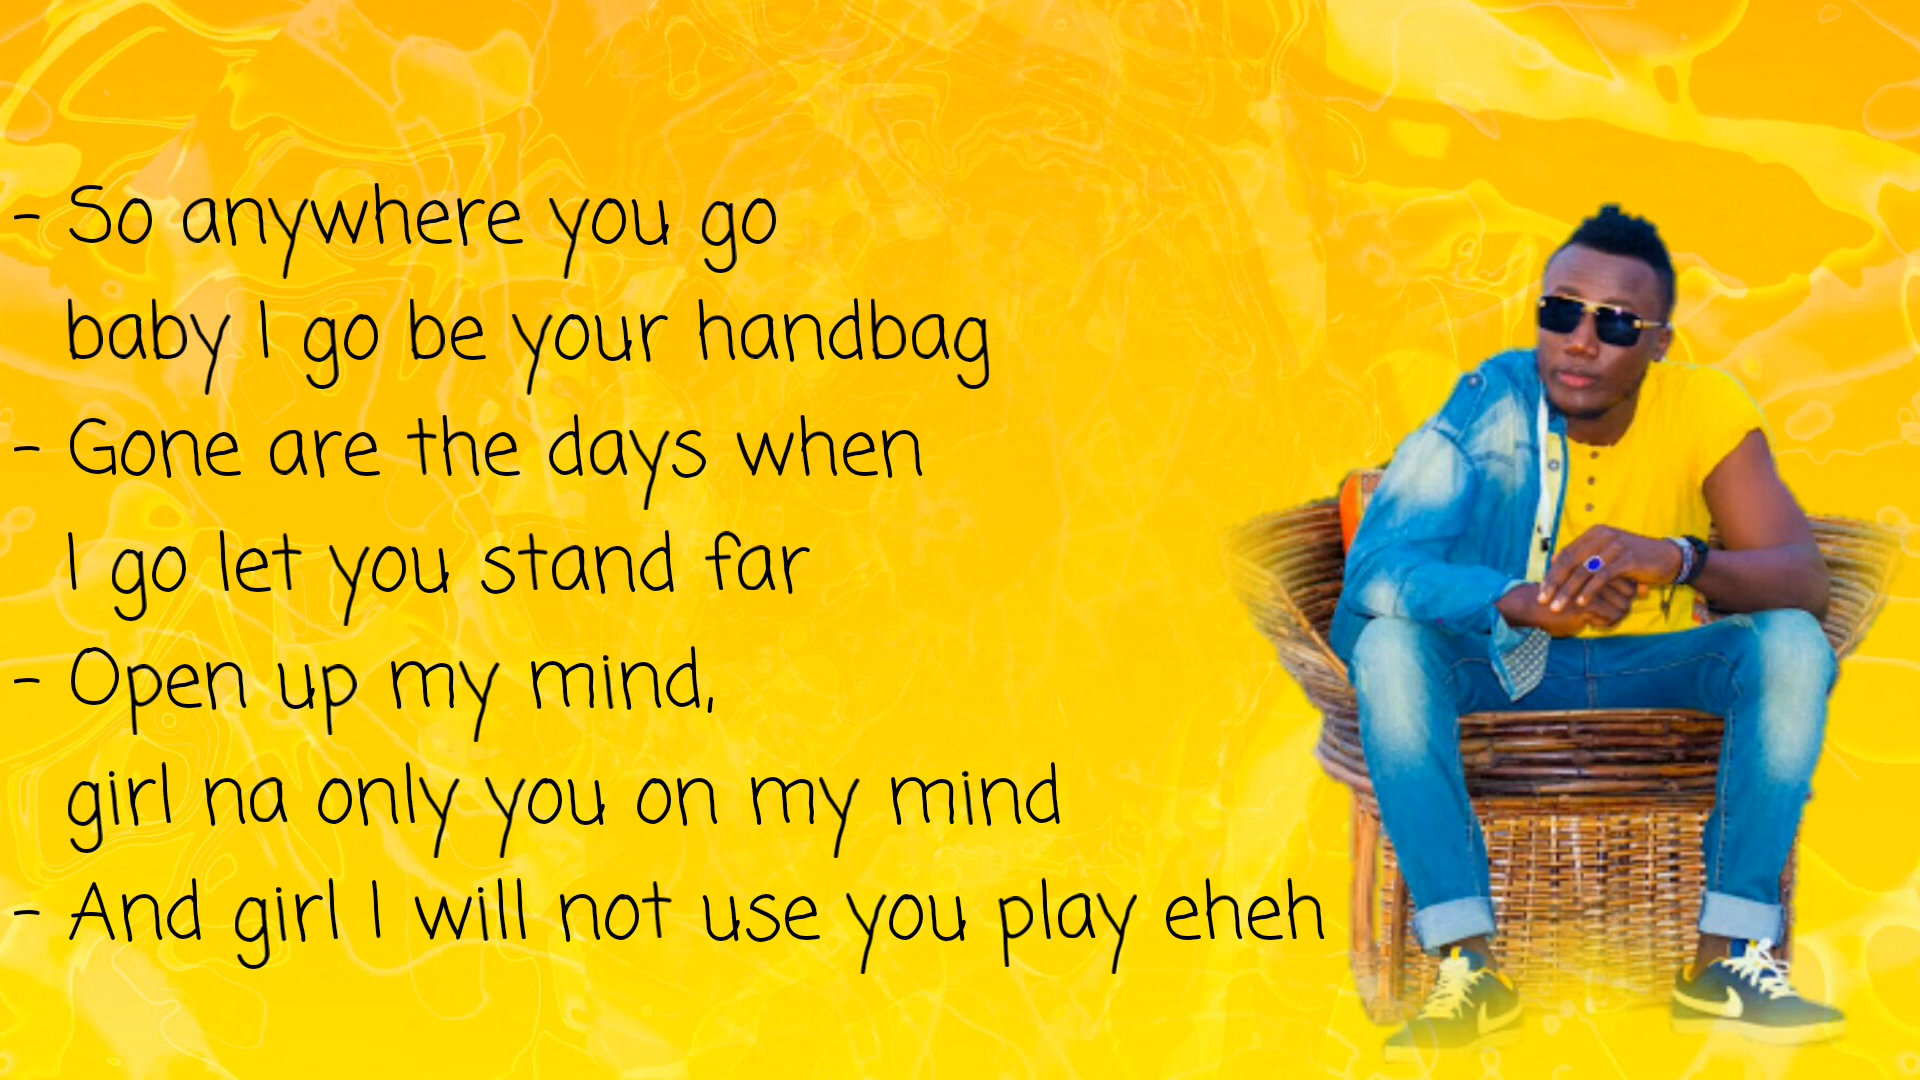 - So anywhere you go
baby I go be your handbag
- Gone are the days when
I go let you stand far
- Open up my mind,
girl na only you on my mind
- And girl I will not use you play eheh